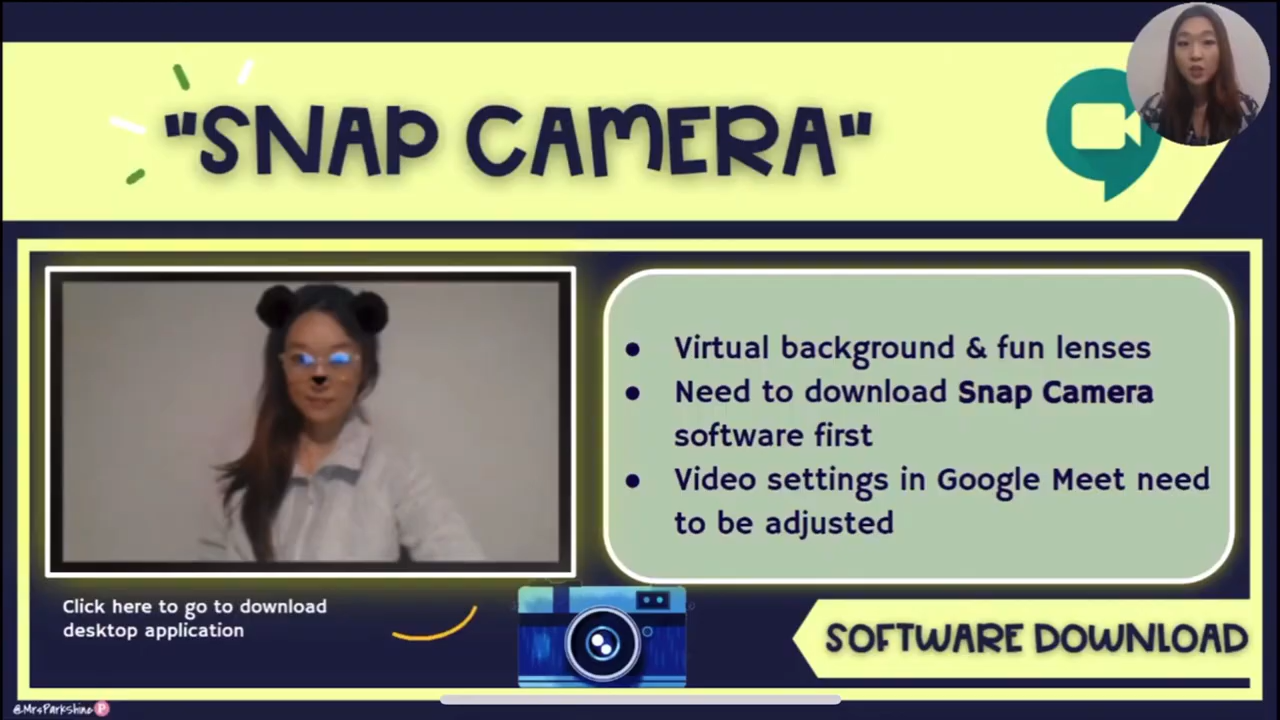 "SNAP CAMERA"
• Virtual background & fun lenses
• Need to download Snap Camera
software first
• Video settings in Google Meet need
to be adjusted
Click here to go to download
desktop application
SOFTWARE DOWNLOAD
@MrsParkShine P